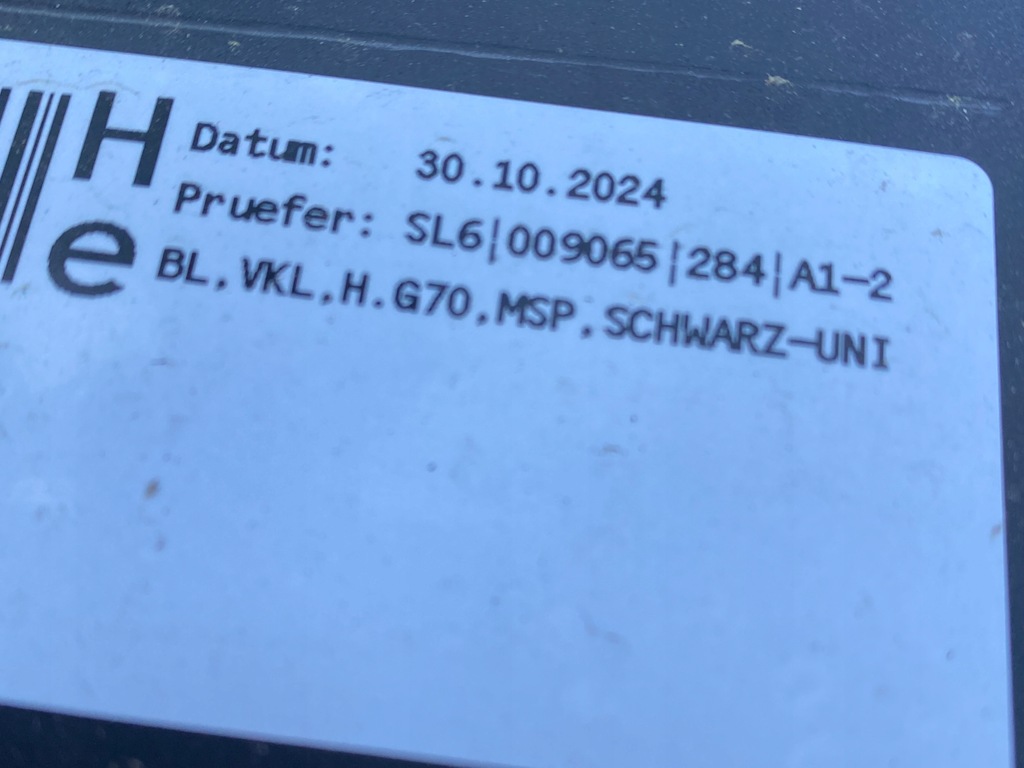 H Datum: 30.10.2024
Pruefer: SL6|009065|284|A1-2
e BL,VKL,H.G70,MSP,SCHWARZ-UNI